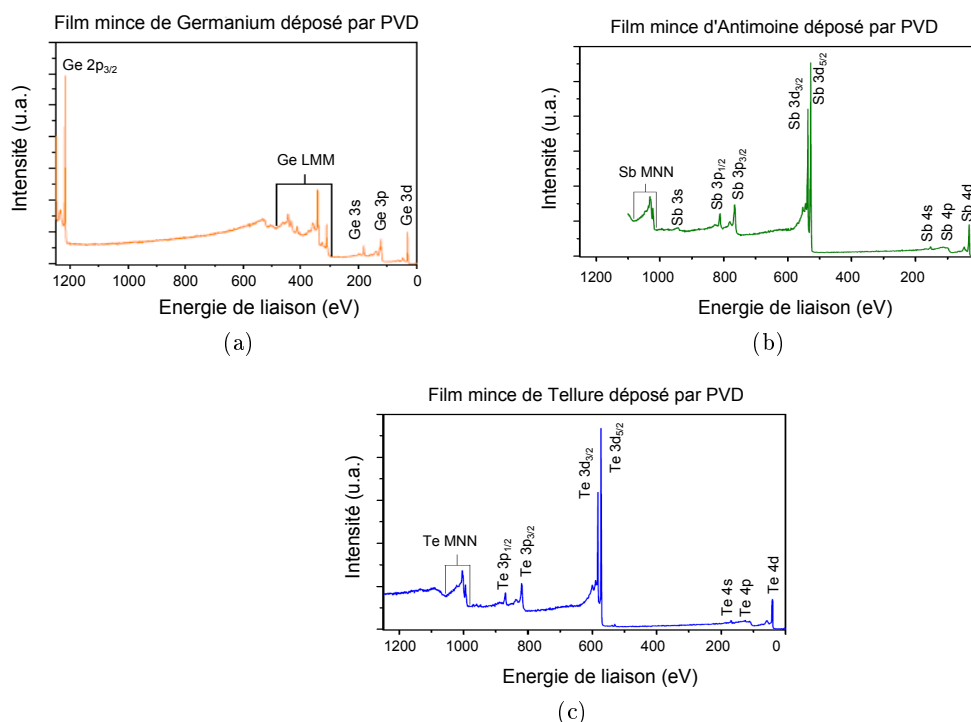 Film mince de Germanium déposé par PVD
Ge 2p3/2
Ge LMM
Ge 3s
Ge 3p
Ge 3d
Intensité (u.a.)
1200 1000 800 600 400 200 0
Energie de liaison (eV)
(a)
Film mince d'Antimoine déposé par PVD
Sb MNN
Sb 3s
Sb 3p1/2
Sb 3p3/2
Sb 3d3/2
Sb 3d5/2
Sb 4s
Sb 4p
Sb 4d
Intensité (u.a.)
1200 1000 800 600 400 200
Energie de liaison (eV)
(b)
Film mince de Tellure déposé par PVD
Te MNN
Te 3p1/2
Te 3p3/2
Te 3d3/2
Te 3d5/2
Te 4s
Te 4p
Te 4d
Intensité (u.a.)
1200 1000 800 600 400 200 0
Energie de liaison (eV)
(c)